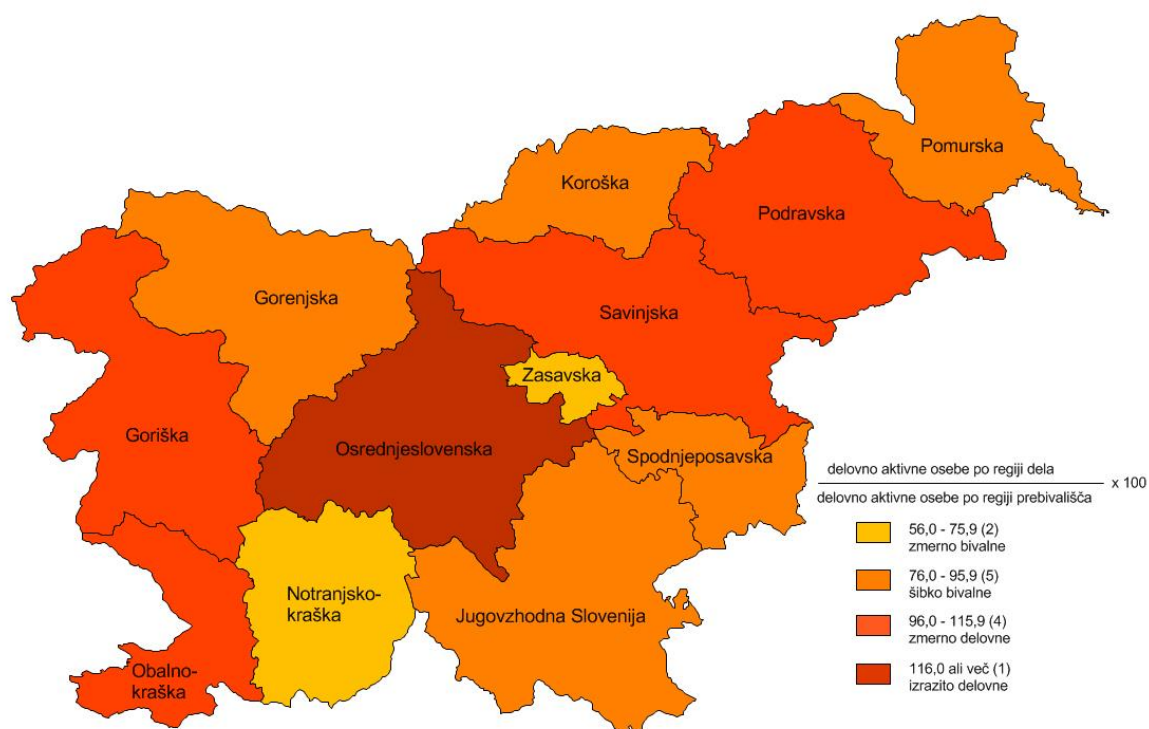 Pomurska
Koroška
Podravska
Gorenjska
Savinjska
Zasavska
Goriška
Osrednjeslovenska
Spodnjeposavska
Notranjsko-
kraška
Jugovzhodna Slovenija
Obalno-
kraška
delovno aktivne osebe po regiji dela
delovno aktivne osebe po regiji prebivališča
x 100
56,0 - 75,9 (2)
zmerno bivalne
76,0 - 95,9 (5)
šibko bivalne
96,0 - 115,9 (4)
zmerno delovne
116,0 ali več (1)
izrazito delovne